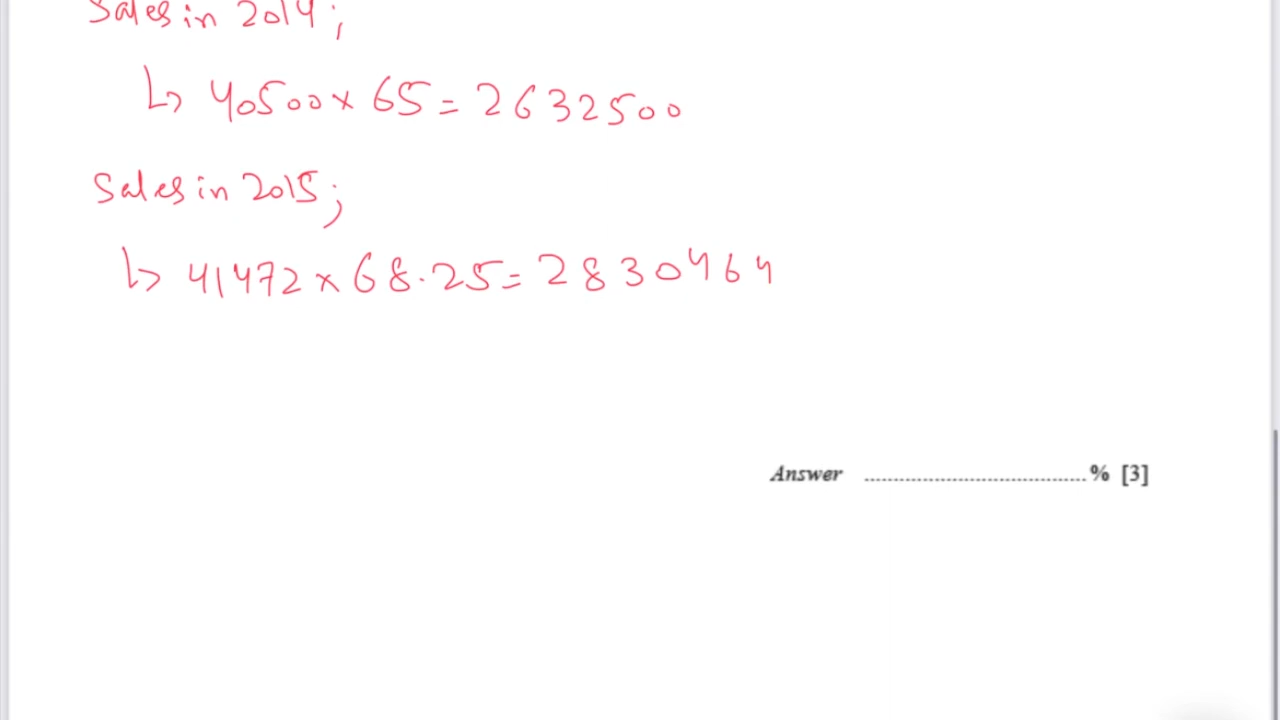 Sales in 2014;
↳ 40500 × 65 = 2632500
Sales in 2015;
↳ 41472 × 68.25 = 2830464
Answer ........................................ % [3]